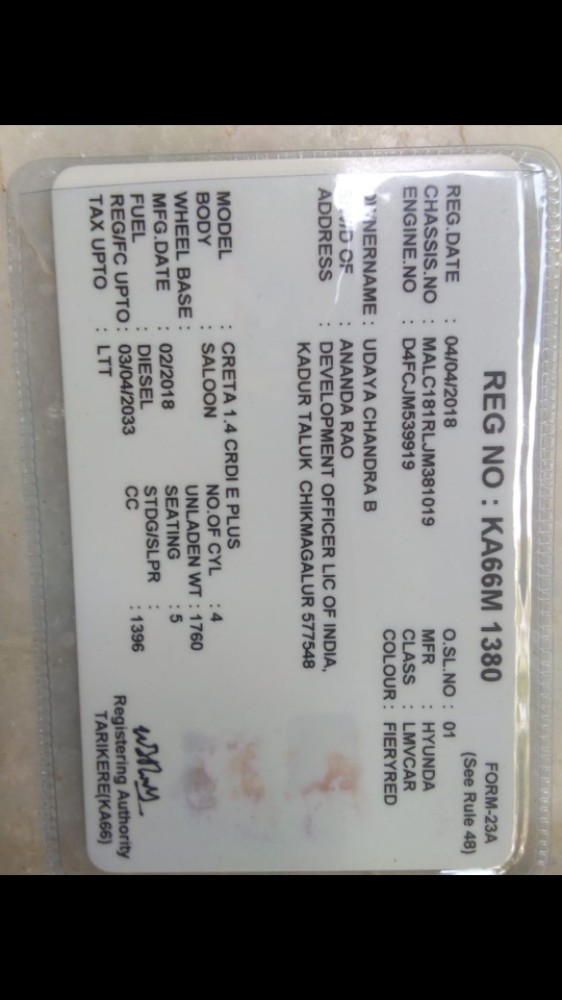 FORM-23A
REG NO : KA66M 1380 (See Rule 48)
REG.DATE : 04/04/2018 O.SL.NO : 01
CHASSIS.NO : MALC181RLJM381019 MFR : HYUNDA
ENGINE.NO : D4FCJM539919 CLASS : LMVCAR
COLOUR : FIERYRED
: UDAYA CHANDRA B
OF : ANANDA RAO
ADDRESS : DEVELOPMENT OFFICER LIC OF INDIA,
KADUR TALUK CHIKMAGALUR 577548
MODEL : CRETA 1.4 CRDI E PLUS
BODY : SALOON NO.OF CYL : 4
WHEEL BASE : UNLADEN WT : 1760
MFG.DATE : 02/2018 SEATING : 5
FUEL : DIESEL STDG/SLPR :
REG/FC UPTO : 03/04/2033 CC : 1396
TAX UPTO : LTT
Registering Authority
TARIKERE(KA66)